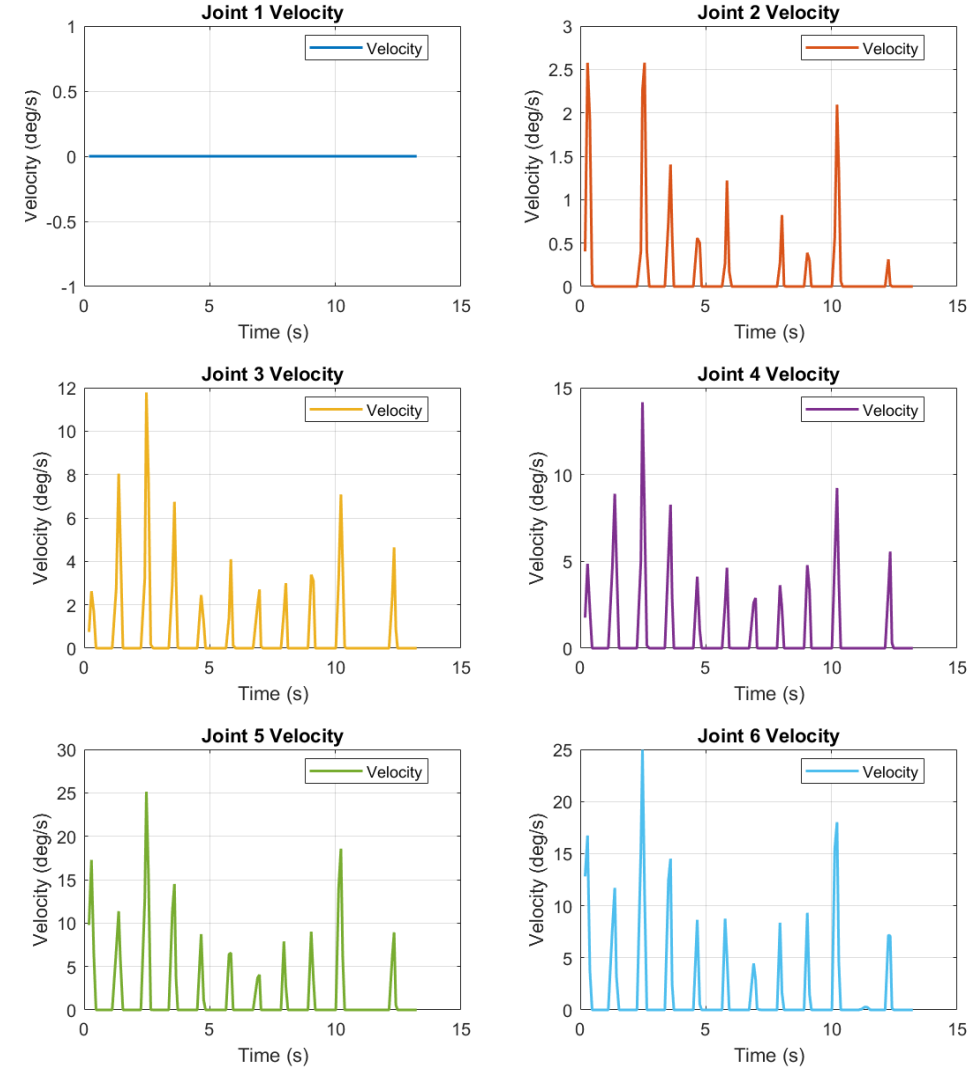 Joint 1 Velocity
Velocity
1
0.5
0
-0.5
-1
Velocity (deg/s)
0 5 10 15
Time (s)
Joint 2 Velocity
Velocity
3
2.5
2
1.5
1
0.5
0
Velocity (deg/s)
0 5 10 15
Time (s)
Joint 3 Velocity
Velocity
12
10
8
6
4
2
0
Velocity (deg/s)
0 5 10 15
Time (s)
Joint 4 Velocity
Velocity
15
10
5
0
Velocity (deg/s)
0 5 10 15
Time (s)
Joint 5 Velocity
Velocity
30
25
20
15
10
5
0
Velocity (deg/s)
0 5 10 15
Time (s)
Joint 6 Velocity
Velocity
25
20
15
10
5
0
Velocity (deg/s)
0 5 10 15
Time (s)